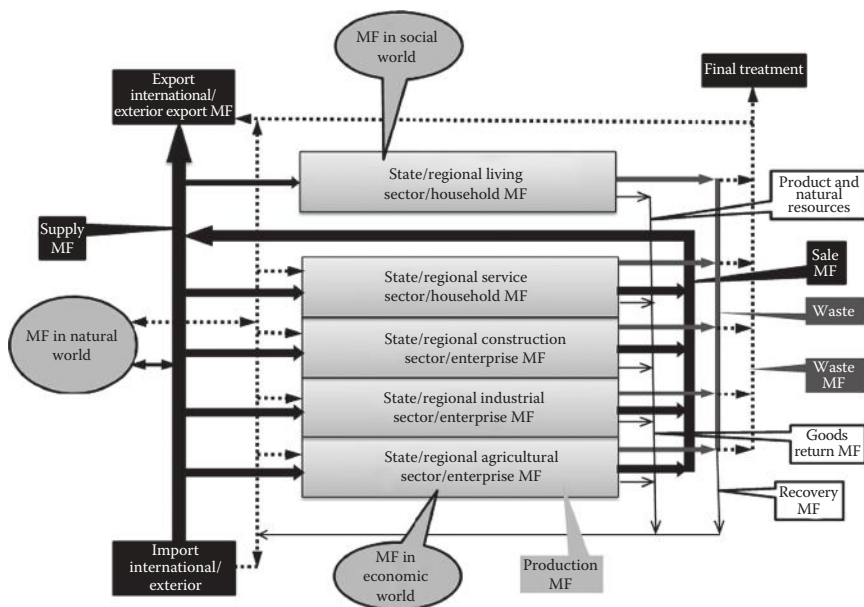 MF in social
world
Export
international/
exterior export MF
Final treatment
State/regional living
sector/household MF
Product and
natural
resources
Supply
MF
Sale
MF
State/regional service
sector/household MF
Waste
MF in natural
world
State/regional construction
sector/enterprise MF
Waste
MF
State/regional industrial
sector/enterprise MF
Goods
return MF
State/regional agricultural
sector/enterprise MF
Recovery
MF
Import
international/
exterior
MF in
economic world
Production
MF